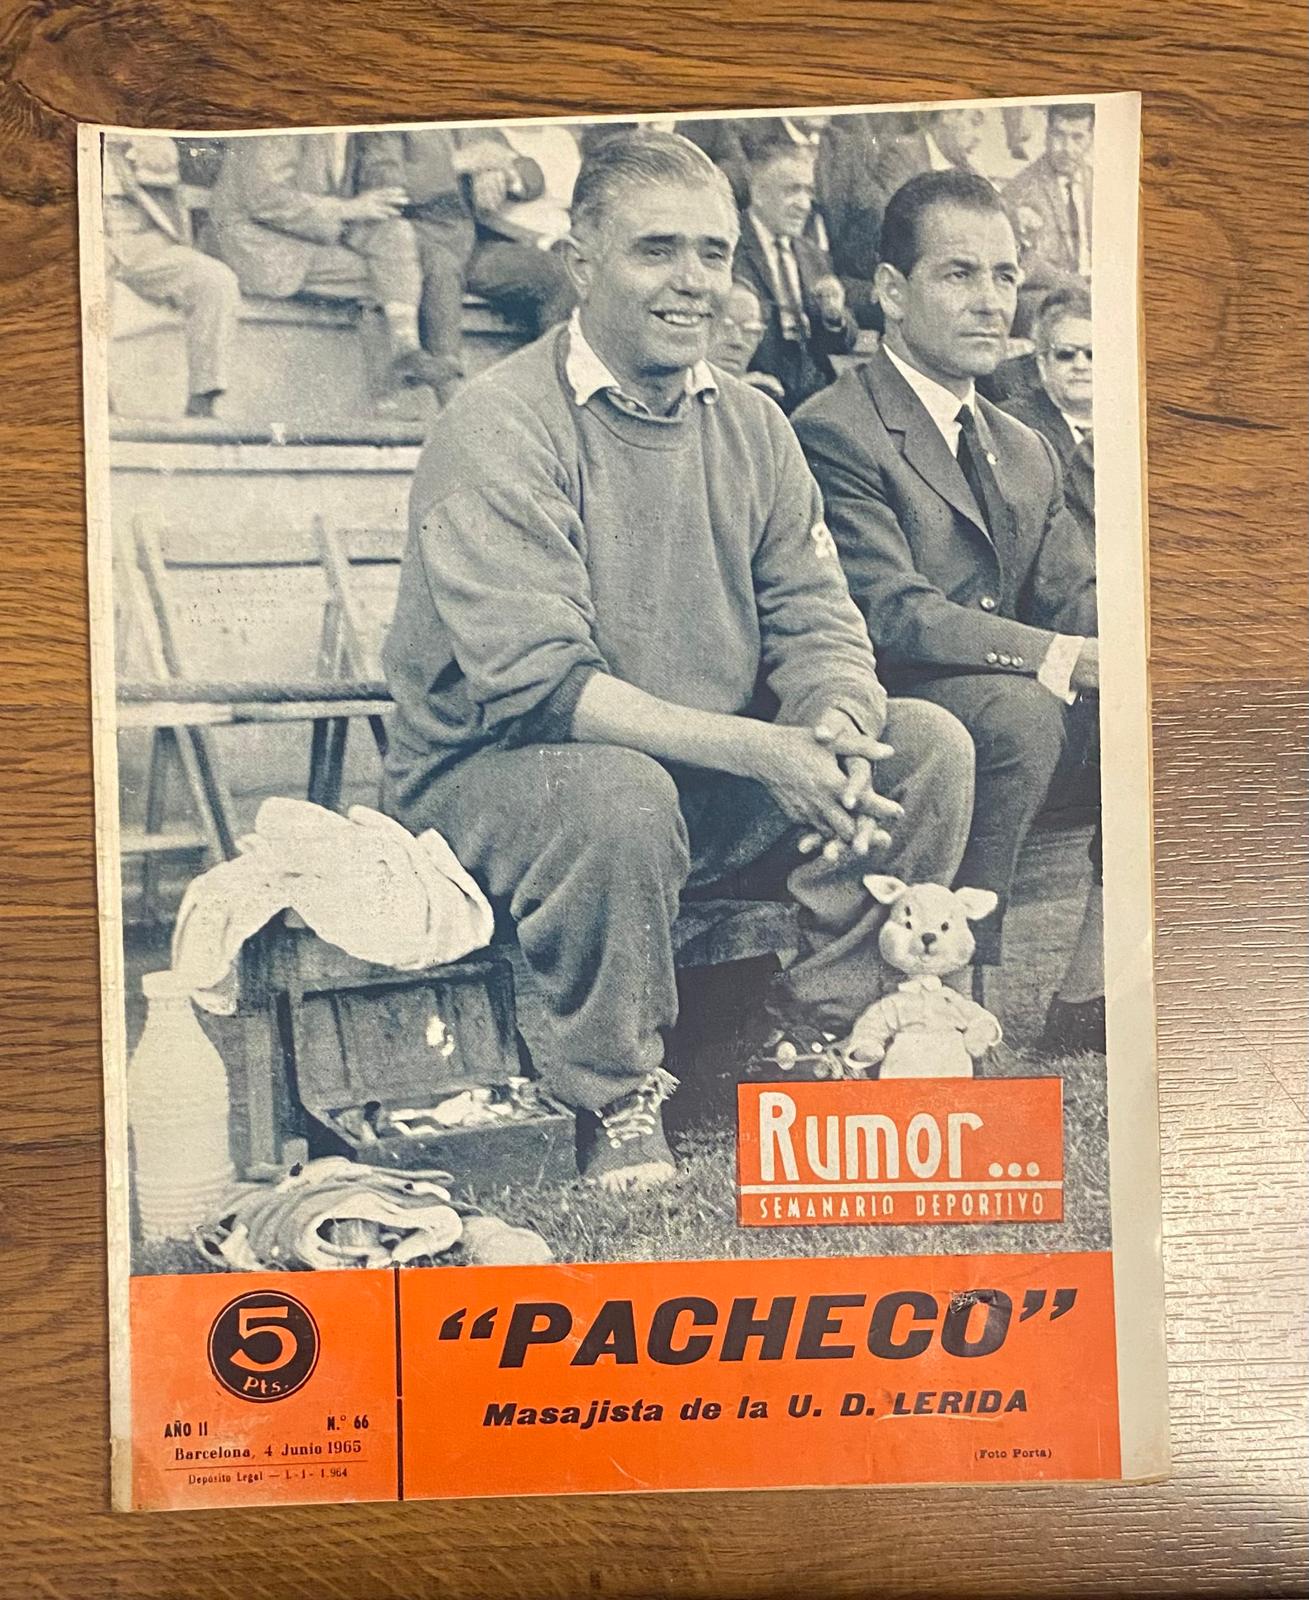 Rumor...
SEMANARIO DEPORTIVO
5
Pts.
AÑO II N.° 66
Barcelona, 4 Junio 1965
Depósito Legal — L - 1 - 1.964
“PACHECO”
Masajista de la U. D. LERIDA
(Foto Porta)